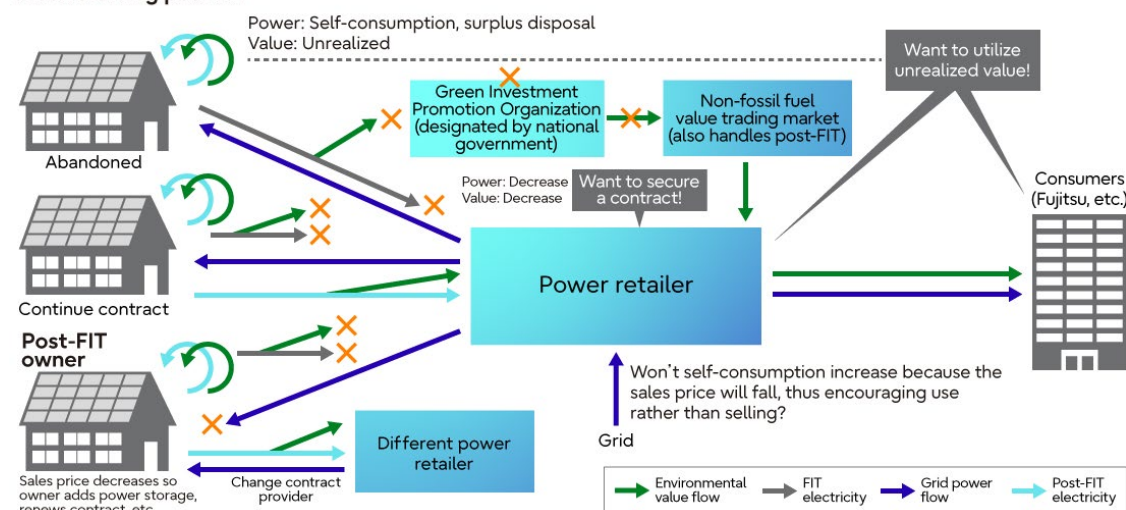 Power: Self-consumption, surplus disposal
Value: Unrealized
Want to utilize
unrealized value!
Green Investment
Promotion Organization
(designated by national
government)
Non-fossil fuel
value trading market
(also handles post-FIT)
Abandoned
Power: Decrease
Value: Decrease
Want to secure
a contract!
Consumers
(Fujitsu, etc.)
Continue contract
Power retailer
Post-FIT
owner
Won't self-consumption increase because the
sales price will fall, thus encouraging use
rather than selling?
Grid
Different power
retailer
Change contract
provider
Sales price decreases so
owner adds power storage,
renews contract, etc.
Environmental
value flow
FIT
electricity
Grid power
flow
Post-FIT
electricity